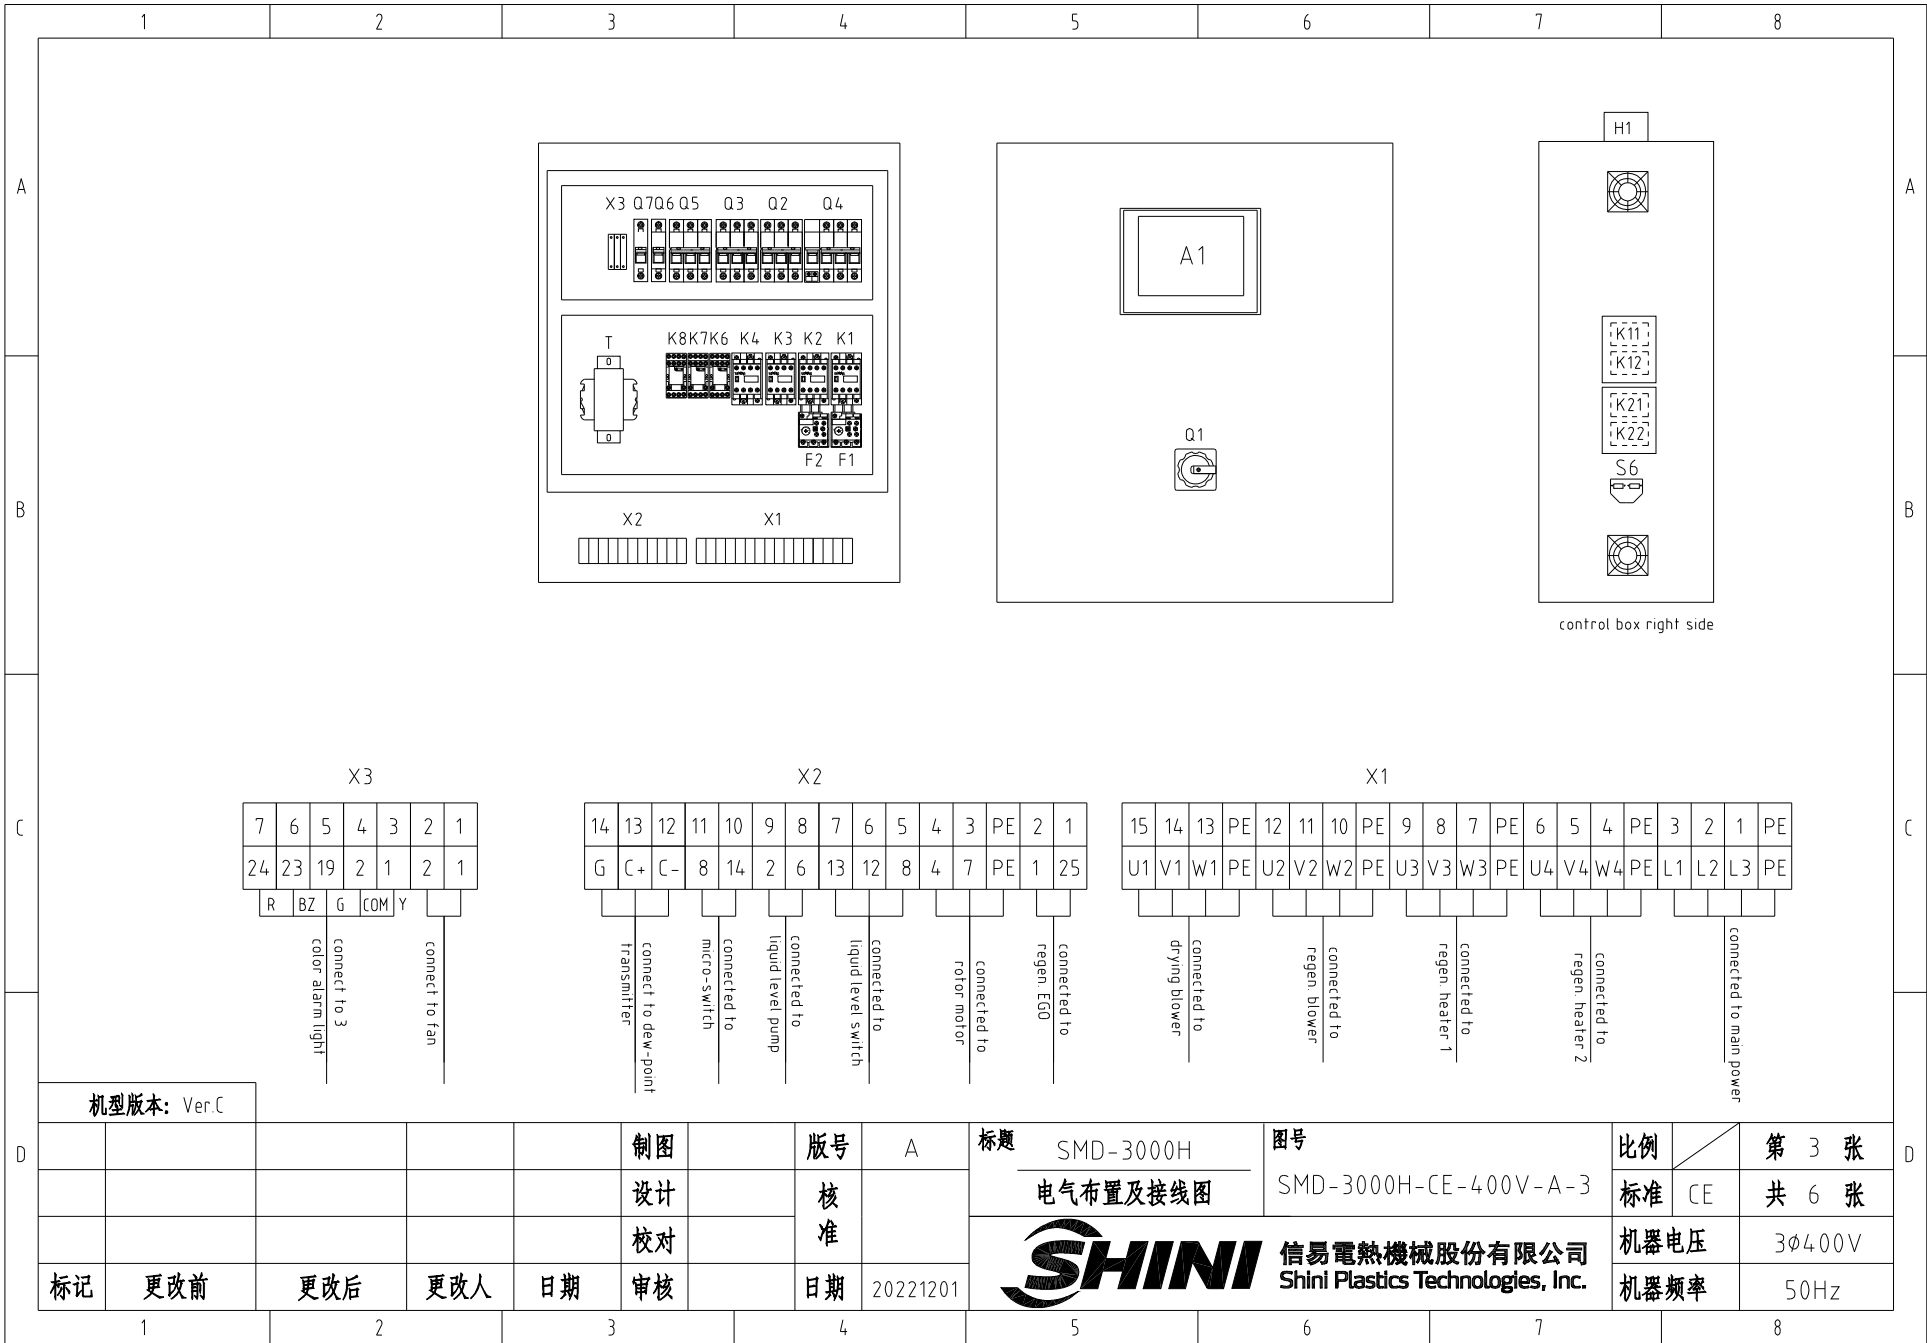 1 2 3 4 5 6 7 8
A A
H1
X3 Q7 Q6 Q5 Q3 Q2 Q4
A1
K11
K12
T K8 K7 K6 K4 K3 K2 K1
K21
K22
Q1
F2 F1
S6
B B
X2 X1
control box right side
C C
X3
7 6 5 4 3 2 1
24 23 19 2 1 2 1
R BZ G COM Y
connect to 3
color alarm light
connect to fan
X2
14 13 12 11 10 9 8 7 6 5 4 3 PE 2 1
G C+ C- 8 14 2 6 13 12 8 4 7 PE 1 25
connect to dew-point
transmitter
connected to
micro-switch
connected to
liquid level pump
connected to
liquid level switch
connected to
rotor motor
connected to
regen. EGO
X1
15 14 13 PE 12 11 10 PE 9 8 7 PE 6 5 4 PE 3 2 1 PE
U1 V1 W1 PE U2 V2 W2 PE U3 V3 W3 PE U4 V4 W4 PE L1 L2 L3 PE
connected to
drying blower
connected to
regen. blower
connected to
regen. heater 1
connected to
regen. heater 2
connected to main power
机型版本: Ver.C
D D
标记 更改前 更改后 更改人 日期
制图
设计
校对
审核
版号 A
核
准
日期 20221201
标题 SMD-3000H
电气布置及接线图
图号
SMD-3000H-CE-400V-A-3
SHINI
信易電熱機械股份有限公司
Shini Plastics Technologies, Inc.
比例 第 3 张
标准 CE 共 6 张
机器电压 3Φ400V
机器频率 50Hz
1 2 3 4 5 6 7 8